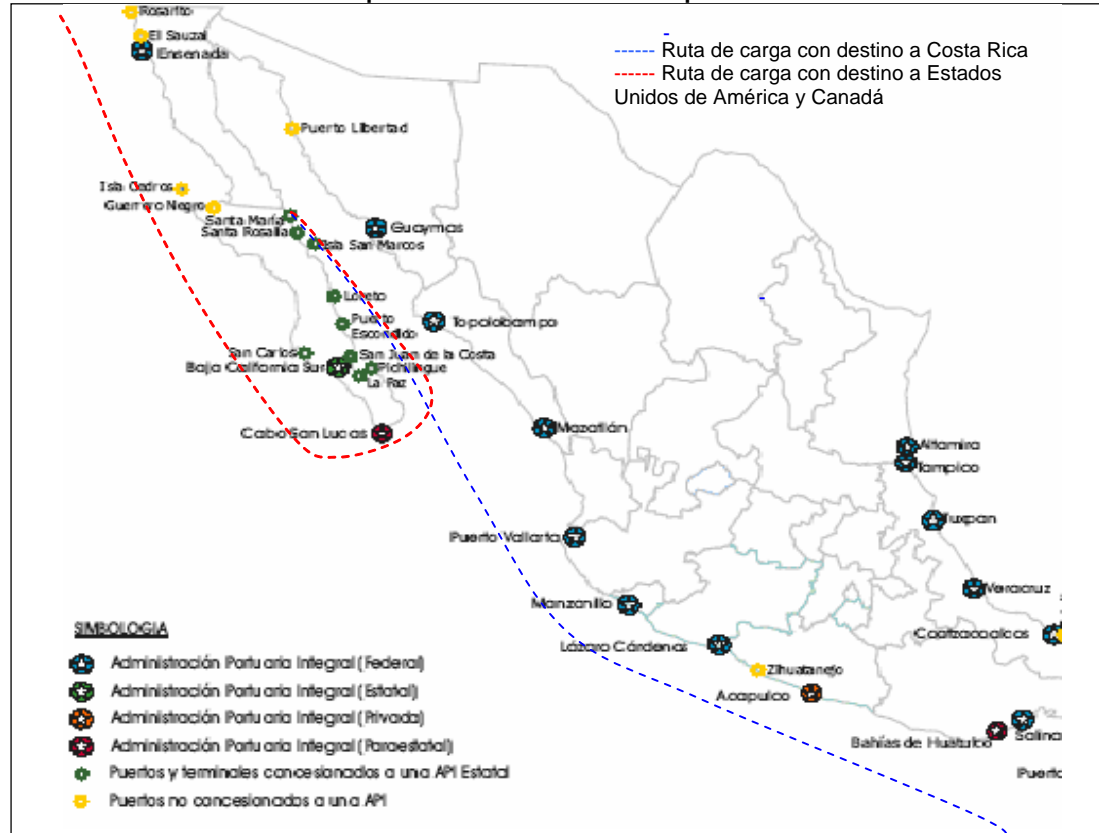 Rosarito
El Sauzal
Ensenada
Ruta de carga con destino a Costa Rica
Ruta de carga con destino a Estados
Unidos de América y Canadá
Puerto Libertad
Isla Cedros
Guerrero Negro
Santa María
Santa Rosalía
Isla San Marcos
Guaymas
Loreto
Puerto
Escondido
Topolobampo
San Carlos
San Juan de la Costa
Baja California Sur
Pichilingue
La Paz
Cabo San Lucas
Mazatlán
Altamira
Tampico
Tuxpan
Puerto Vallarta
Veracruz
Manzanillo
Coatzacoalcos
Lázaro Cárdenas
Zihuatanejo
Acapulco
Bahías de Huatulco
Salina
Puerto
SIMBOLOGIA
Administración Portuaria Integral (Federal)
Administración Portuaria Integral (Estatal)
Administración Portuaria Integral (Privada)
Administración Portuaria Integral (Paraestatal)
Puertos y terminales concesionados a una API Estatal
Puertos no concesionados a una API